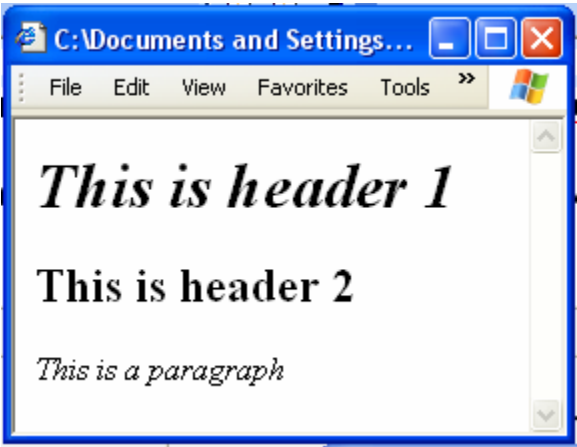 C:\Documents and Settings...
File Edit View Favorites Tools »
This is header 1
This is header 2
This is a paragraph